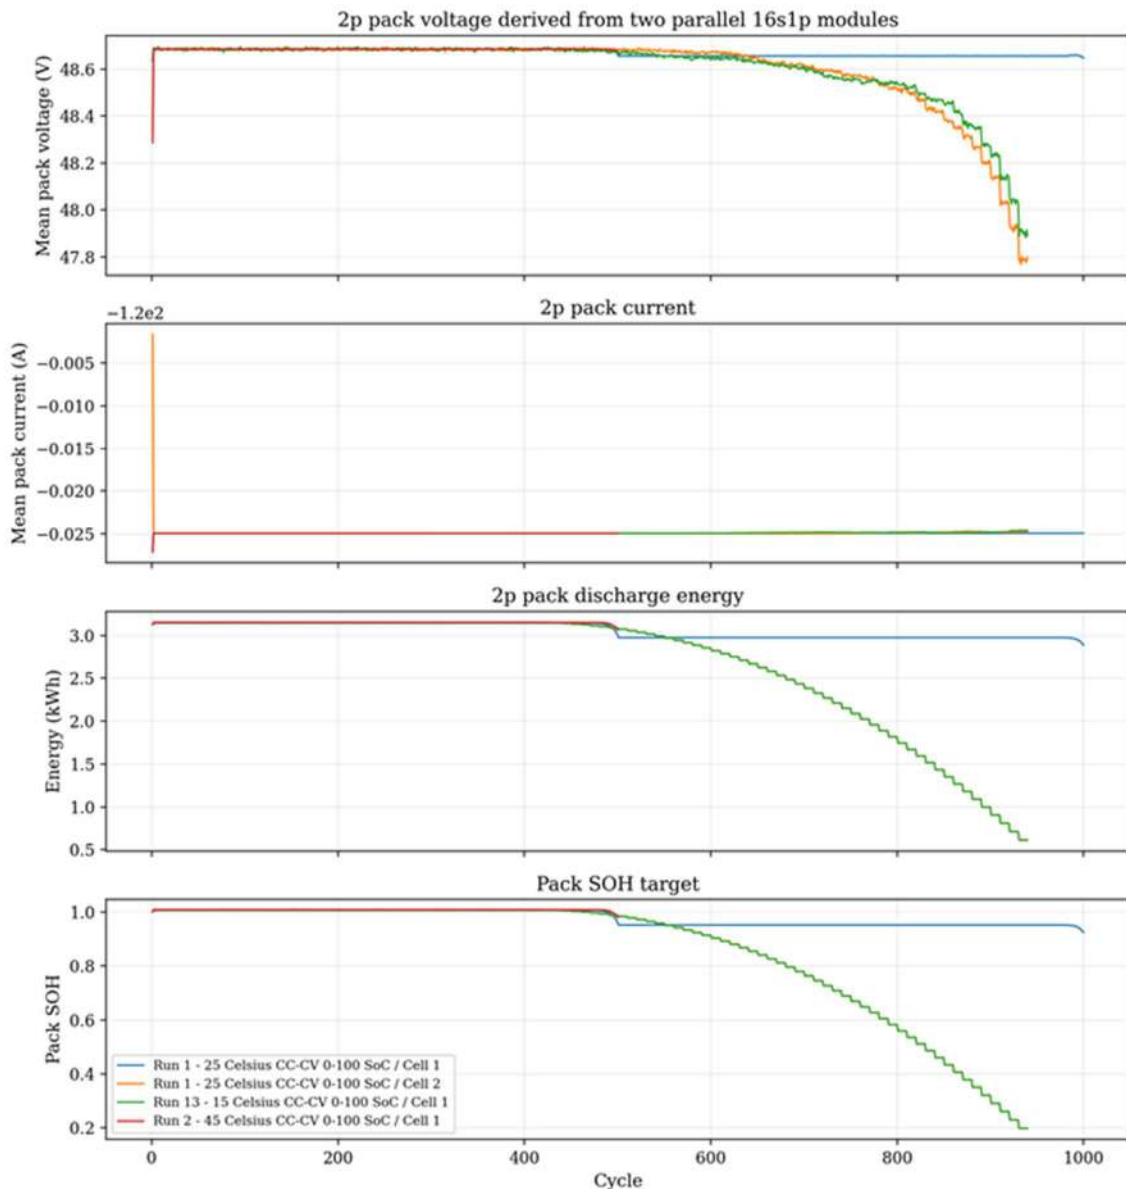 2p pack voltage derived from two parallel 16s1p modules
Mean pack voltage (V)
48.6
48.4
48.2
48.0
47.8
2p pack current
−1.2e2
Mean pack current (A)
−0.005
−0.010
−0.015
−0.020
−0.025
2p pack discharge energy
Energy (kWh)
3.0
2.5
2.0
1.5
1.0
0.5
Pack SOH target
Pack SOH
1.0
0.8
0.6
0.4
0.2
Run 1 - 25 Celsius CC-CV 0-100 SoC / Cell 1
Run 1 - 25 Celsius CC-CV 0-100 SoC / Cell 2
Run 13 - 15 Celsius CC-CV 0-100 SoC / Cell 1
Run 2 - 45 Celsius CC-CV 0-100 SoC / Cell 1
0 200 400 600 800 1000
Cycle